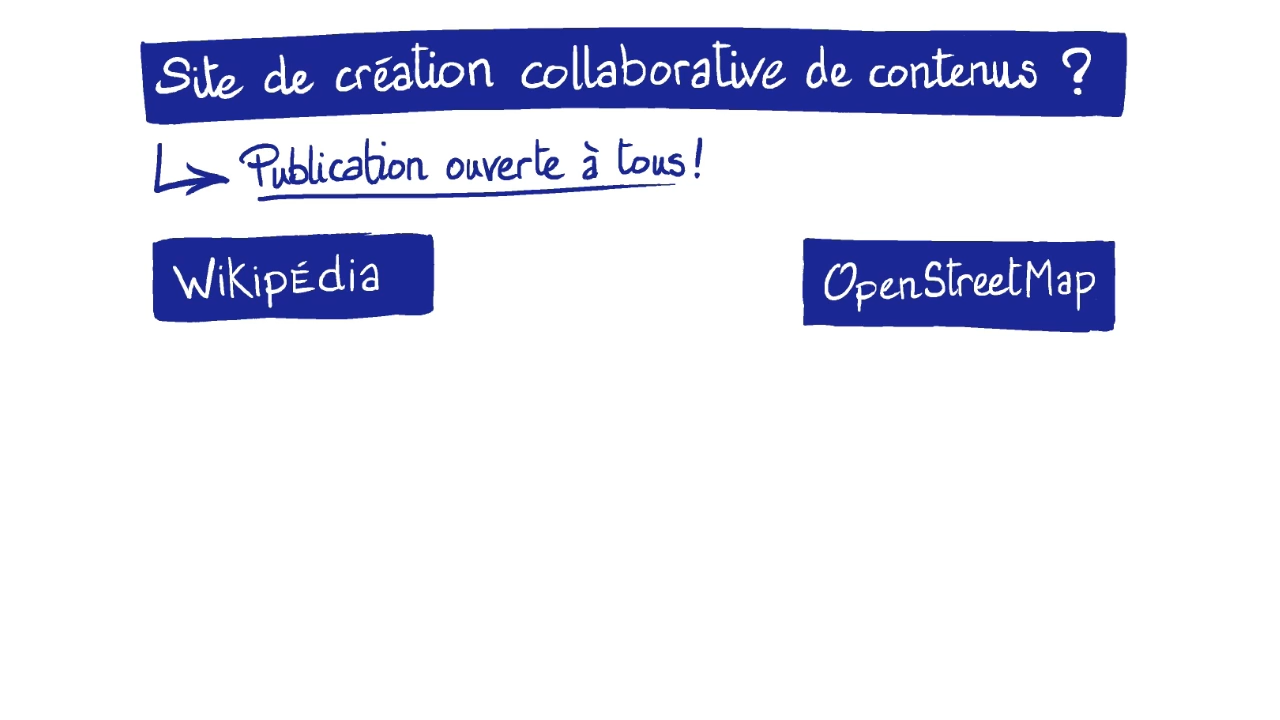 Site de création collaborative de contenus ?
Publication ouverte à tous !
WikipÉdia
OpenStreetMap